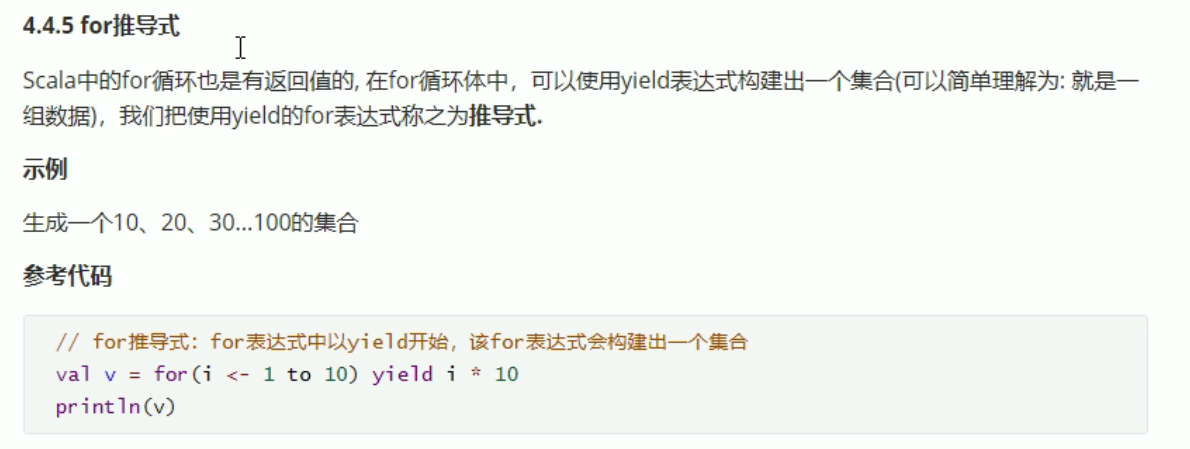 4.4.5 for推导式
Scala中的for循环也是有返回值的, 在for循环体中，可以使用yield表达式构建出一个集合(可以简单理解为: 就是一
组数据)，我们把使用yield的for表达式称之为推导式.
示例
生成一个10、20、30...100的集合
参考代码
// for推导式：for表达式中以yield开始，该for表达式会构建出一个集合
val v = for(i <- 1 to 10) yield i * 10
println(v)